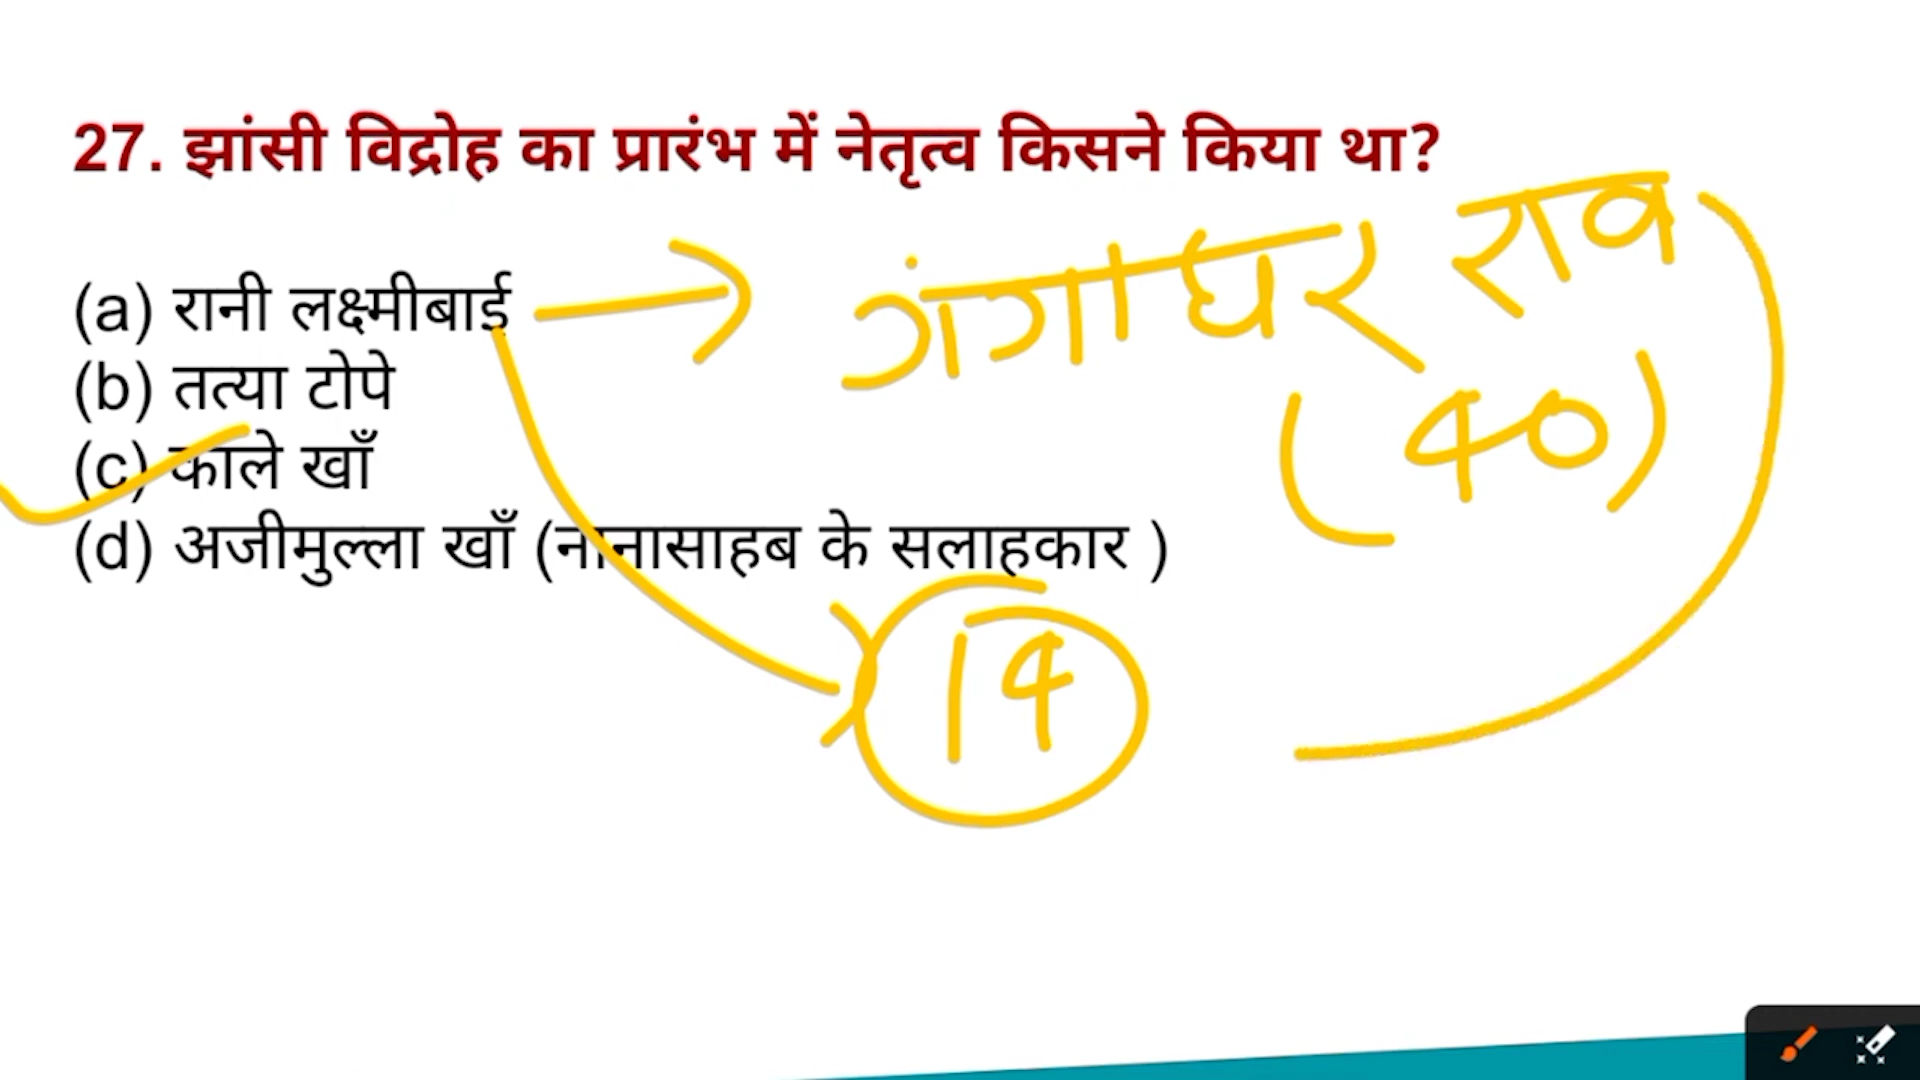 27. झांसी विद्रोह का प्रारंभ में नेतृत्व किसने किया था?
(a) रानी लक्ष्मीबाई
गंगाधर राव
(b) तत्या टोपे
(40)
(c) काले खाँ
(d) अजीमुल्ला खाँ (नानासाहब के सलाहकार )
14